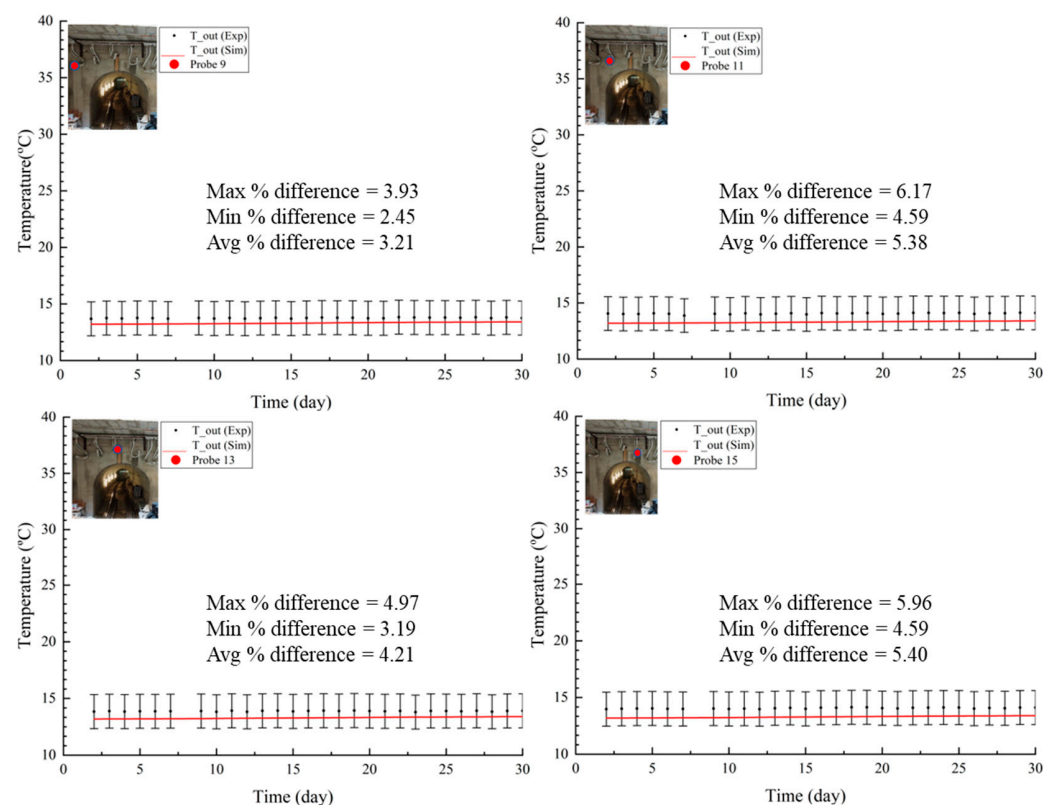 T_out (Exp)
T_out (Sim)
Probe 9
40
35
30
25
20
15
10
Temperature(°C)
Max % difference = 3.93
Min % difference = 2.45
Avg % difference = 3.21
0 5 10 15 20 25 30
Time (day)
T_out (Exp)
T_out (Sim)
Probe 11
40
35
30
25
20
15
10
Temperature (°C)
Max % difference = 6.17
Min % difference = 4.59
Avg % difference = 5.38
0 5 10 15 20 25 30
Time (day)
T_out (Exp)
T_out (Sim)
Probe 13
40
35
30
25
20
15
10
Temperature (°C)
Max % difference = 4.97
Min % difference = 3.19
Avg % difference = 4.21
0 5 10 15 20 25 30
Time (day)
T_out (Exp)
T_out (Sim)
Probe 15
40
35
30
25
20
15
10
Temperature (°C)
Max % difference = 5.96
Min % difference = 4.59
Avg % difference = 5.40
0 5 10 15 20 25 30
Time (day)